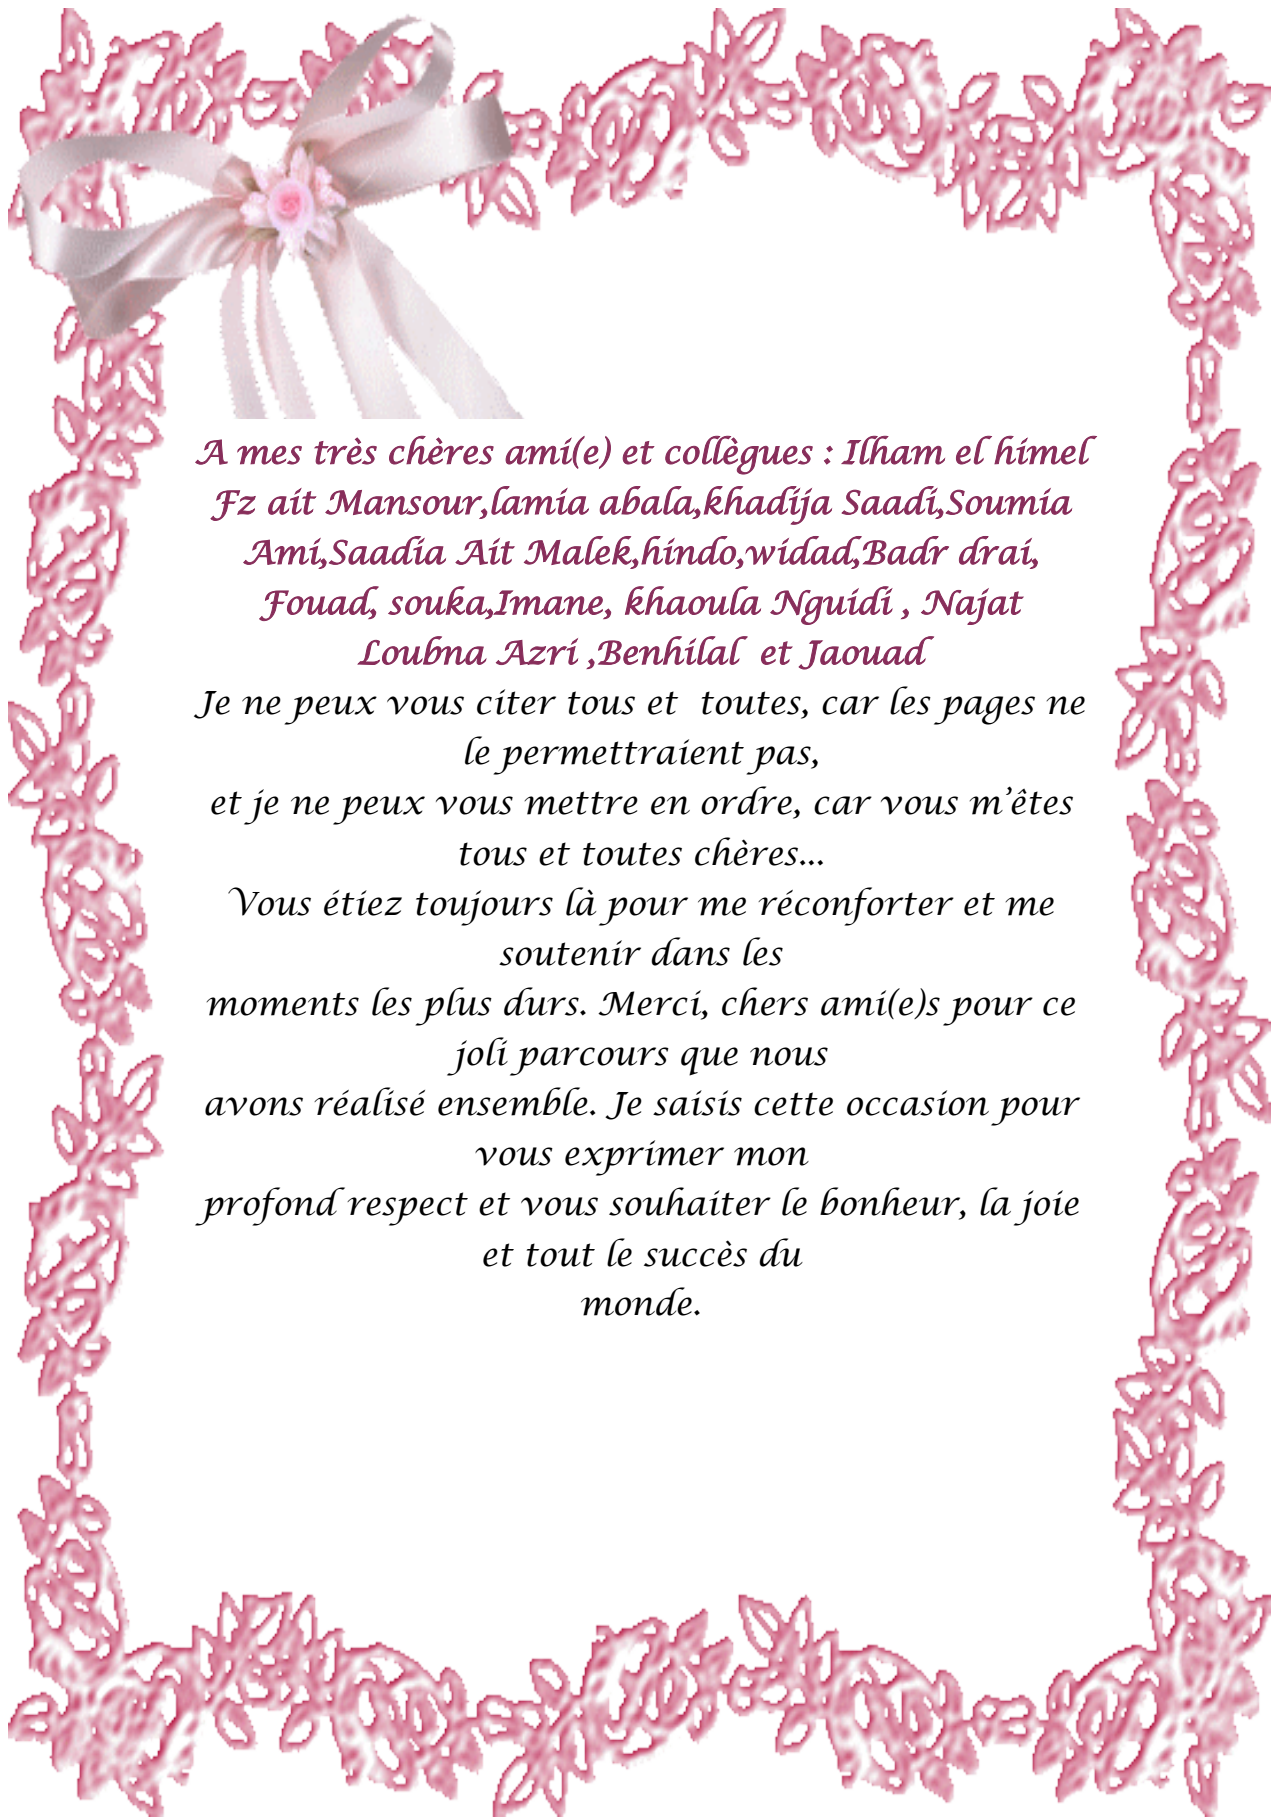 A mes très chères ami(e) et collègues : Ilham el himel
Fz ait Mansour,lamia abala,khadija Saadi,Soumia
Ami,Saadia Ait Malek,hindo,widad,Badr drai,
Fouad, souka,Imane, khaoula Nguidi , Najat
Loubna Azri ,Benhilal  et Jaouad
Je ne peux vous citer tous et  toutes, car les pages ne
le permettraient pas,
et je ne peux vous mettre en ordre, car vous m'êtes
tous et toutes chères...
Vous étiez toujours là pour me réconforter et me
soutenir dans les
moments les plus durs. Merci, chers ami(e)s pour ce
joli parcours que nous
avons réalisé ensemble. Je saisis cette occasion pour
vous exprimer mon
profond respect et vous souhaiter le bonheur, la joie
et tout le succès du
monde.